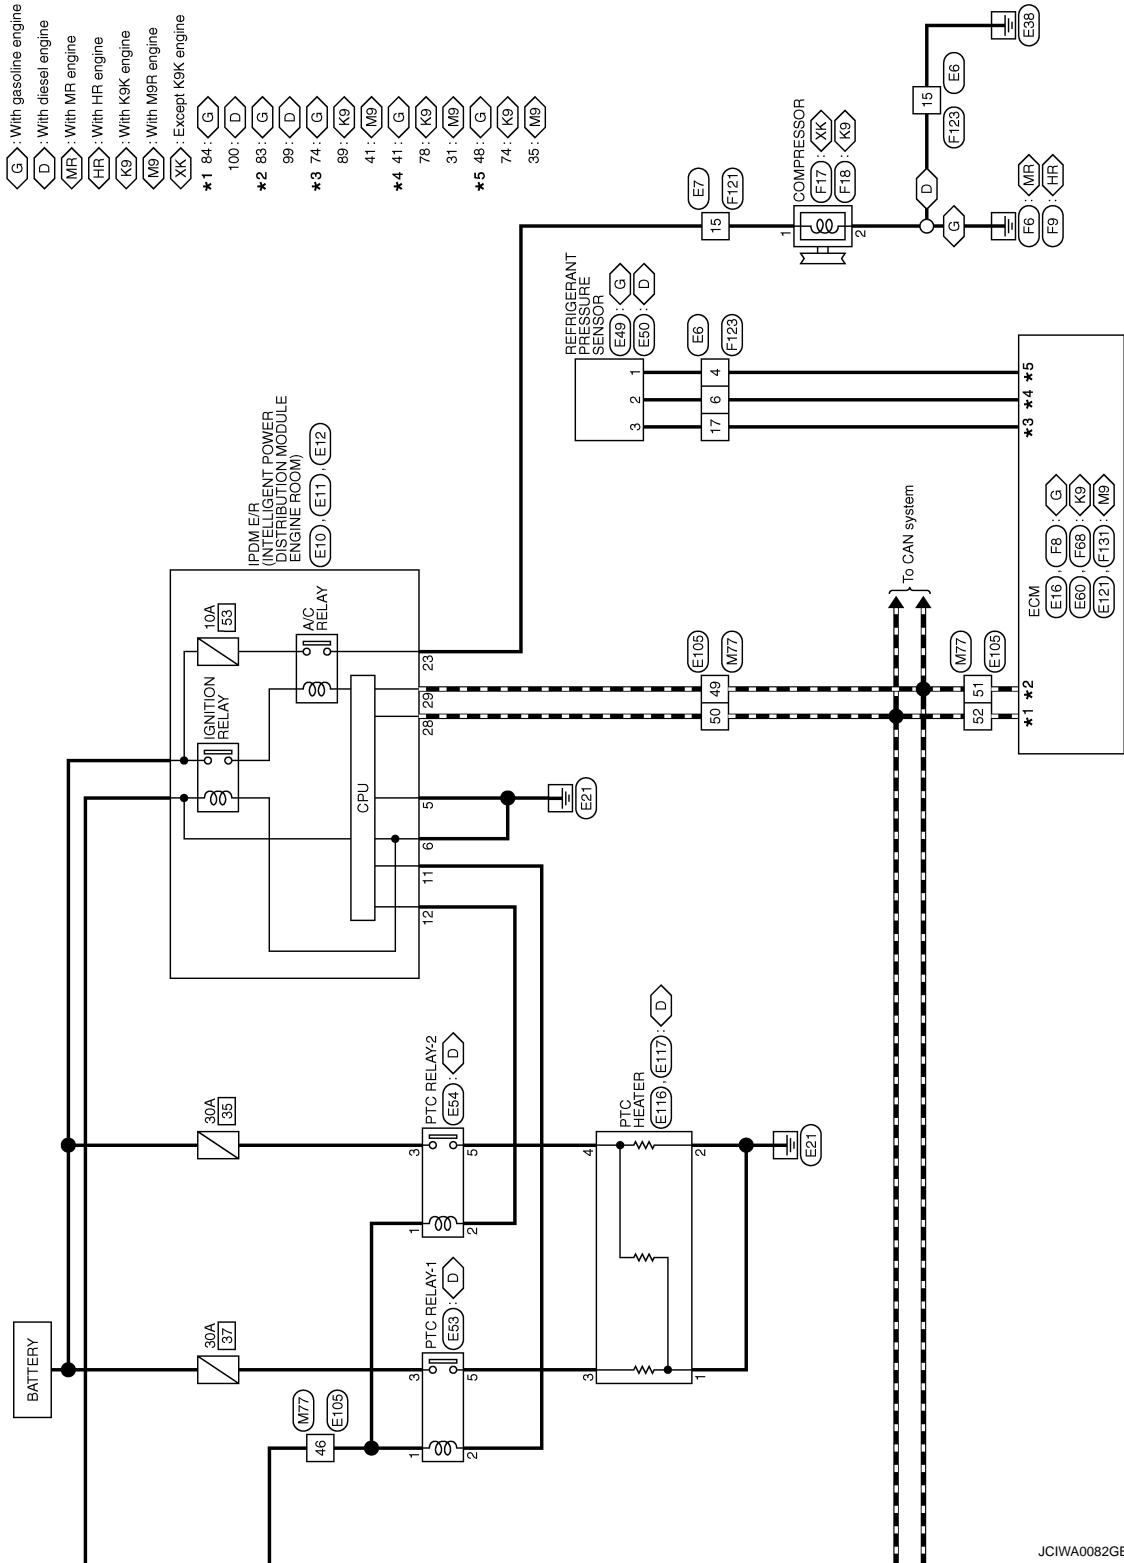 G : With gasoline engine
D : With diesel engine
MR : With MR engine
HR : With HR engine
K9 : With K9K engine
M9 : With M9R engine
XK : Except K9K engine
*1 84 : G
100 : D
*2 83 : G
99 : D
*3 74 : G
89 : K9
41 : M9
*4 41 : G
78 : K9
31 : M9
*5 48 : G
74 : K9
35 : M9
BATTERY
30A 37
30A 35
10A 53
IGNITION
RELAY
A/C
RELAY
CPU
IPDM E/R
(INTELLIGENT POWER
DISTRIBUTION MODULE
ENGINE ROOM)
E10 , E11 , E12
12 11 6 5 28 29 23
M77
46
E105
PTC RELAY-1
E53 : D
1 3
2 5
PTC RELAY-2
E54 : D
1 3
2 5
PTC
HEATER
E116 , E117 : D
3 4
1 2
E21
E21
E105
50 49
M77
To CAN system
M77
52 51
E105
*1 *2 *3 *4 *5
ECM
E16 , F8 : G
E60 , F68 : K9
E121 , F131 : M9
REFRIGERANT
PRESSURE
SENSOR
E49 : G
E50 : D
3 2 1
E6
17 6 4
F123
E7
15
F121
COMPRESSOR
F17 : XK
F18 : K9
1
2
D
G
F6 : MR
F9 : HR
E6
15
F123
E38
JCIWA0082GE